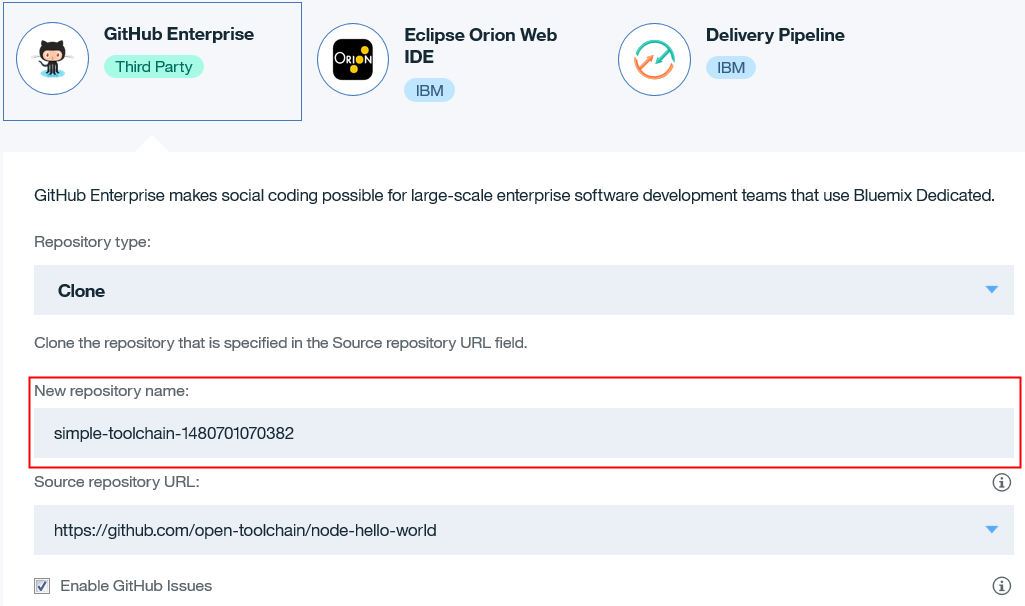 GitHub Enterprise
Third Party
ORION
Eclipse Orion Web
IDE
IBM
Delivery Pipeline
IBM
GitHub Enterprise makes social coding possible for large-scale enterprise software development teams that use Bluemix Dedicated.
Repository type:
Clone
Clone the repository that is specified in the Source repository URL field.
New repository name:
simple-toolchain-1480701070382
Source repository URL:
https://github.com/open-toolchain/node-hello-world
Enable GitHub Issues